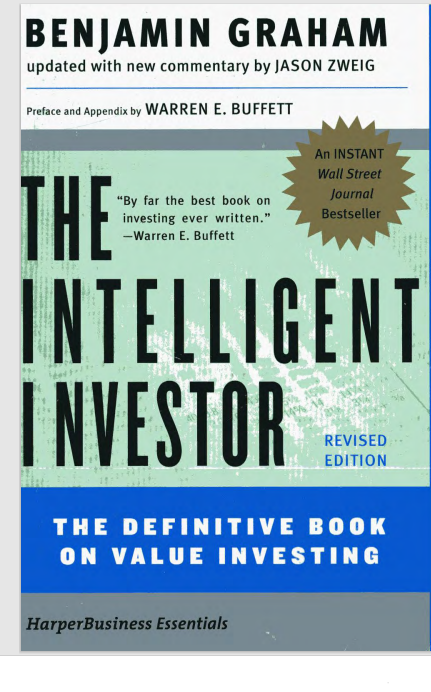 BENJAMIN GRAHAM
updated with new commentary by JASON ZWEIG
Preface and Appendix by WARREN E. BUFFETT
An INSTANT
Wall Street
Journal
Bestseller
THE
“By far the best book on
investing ever written.”
—Warren E. Buffett
INTELLIGENT
INVESTOR
REVISED
EDITION
THE DEFINITIVE BOOK
ON VALUE INVESTING
HarperBusiness Essentials